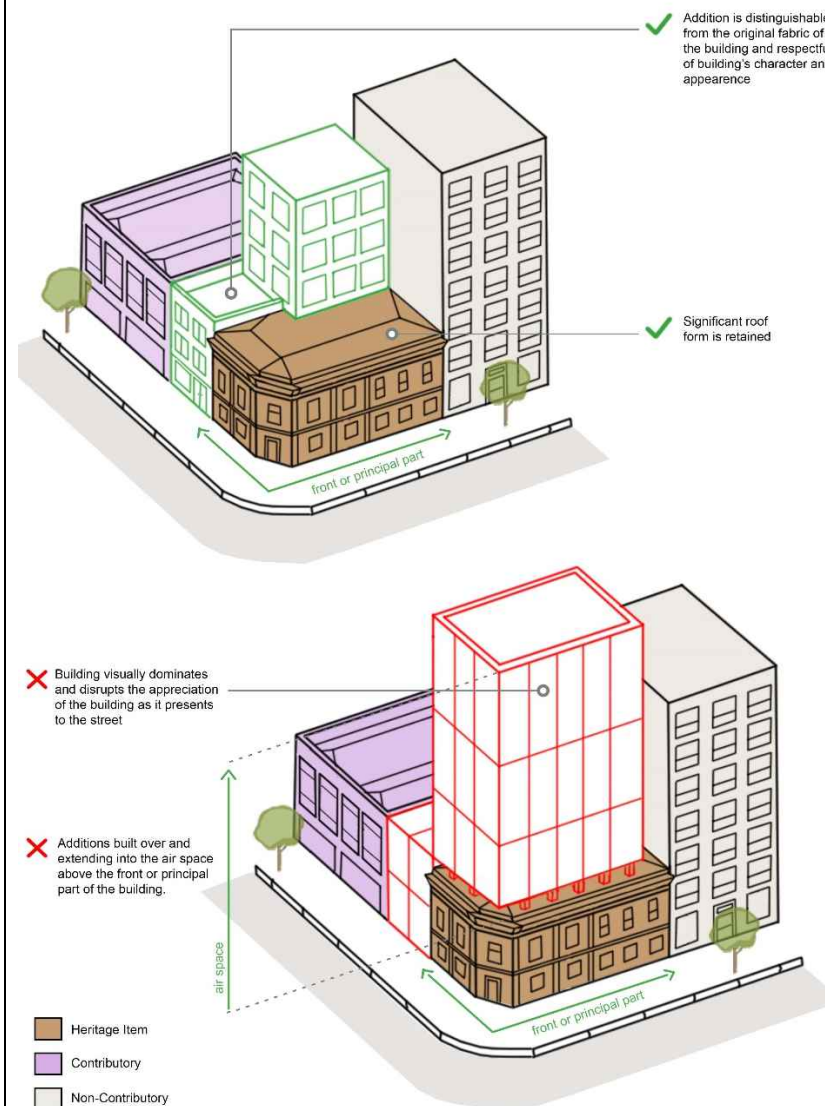 Addition is distinguishable
from the original fabric of
the building and
of building's character
appearence
Significant roof
form is retained
front or principal part
Building visually dominates
and disrupts the appreciation
of the building as it presents
to the street
Additions built over and
extending into the air space
above the front or principal
part of the building.
air space
front or principal part
Heritage Item
Contributory
Non-Contributory